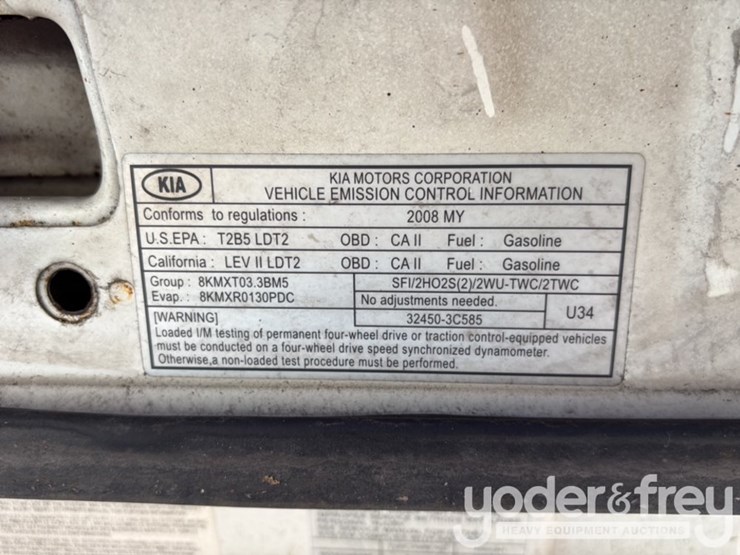 KIA
KIA MOTORS CORPORATION
VEHICLE EMISSION CONTROL INFORMATION
Conforms to regulations : 2008 MY
U.S.EPA : T2B5 LDT2 OBD : CA II Fuel : Gasoline
California : LEV II LDT2 OBD : CA II Fuel : Gasoline
Group : 8KMXT03.3BM5
Evap. : 8KMXR0130PDC
SFI/2HO2S(2)/2WU-TWC/2TWC
No adjustments needed.
32450-3C585
U34
[WARNING]
Loaded I/M testing of permanent four-wheel drive or traction control-equipped vehicles
must be conducted on a four-wheel drive speed synchronized dynamometer.
Otherwise,a non-loaded test procedure must be performed.
yoder&frey
HEAVY EQUIPMENT AUCTIONS